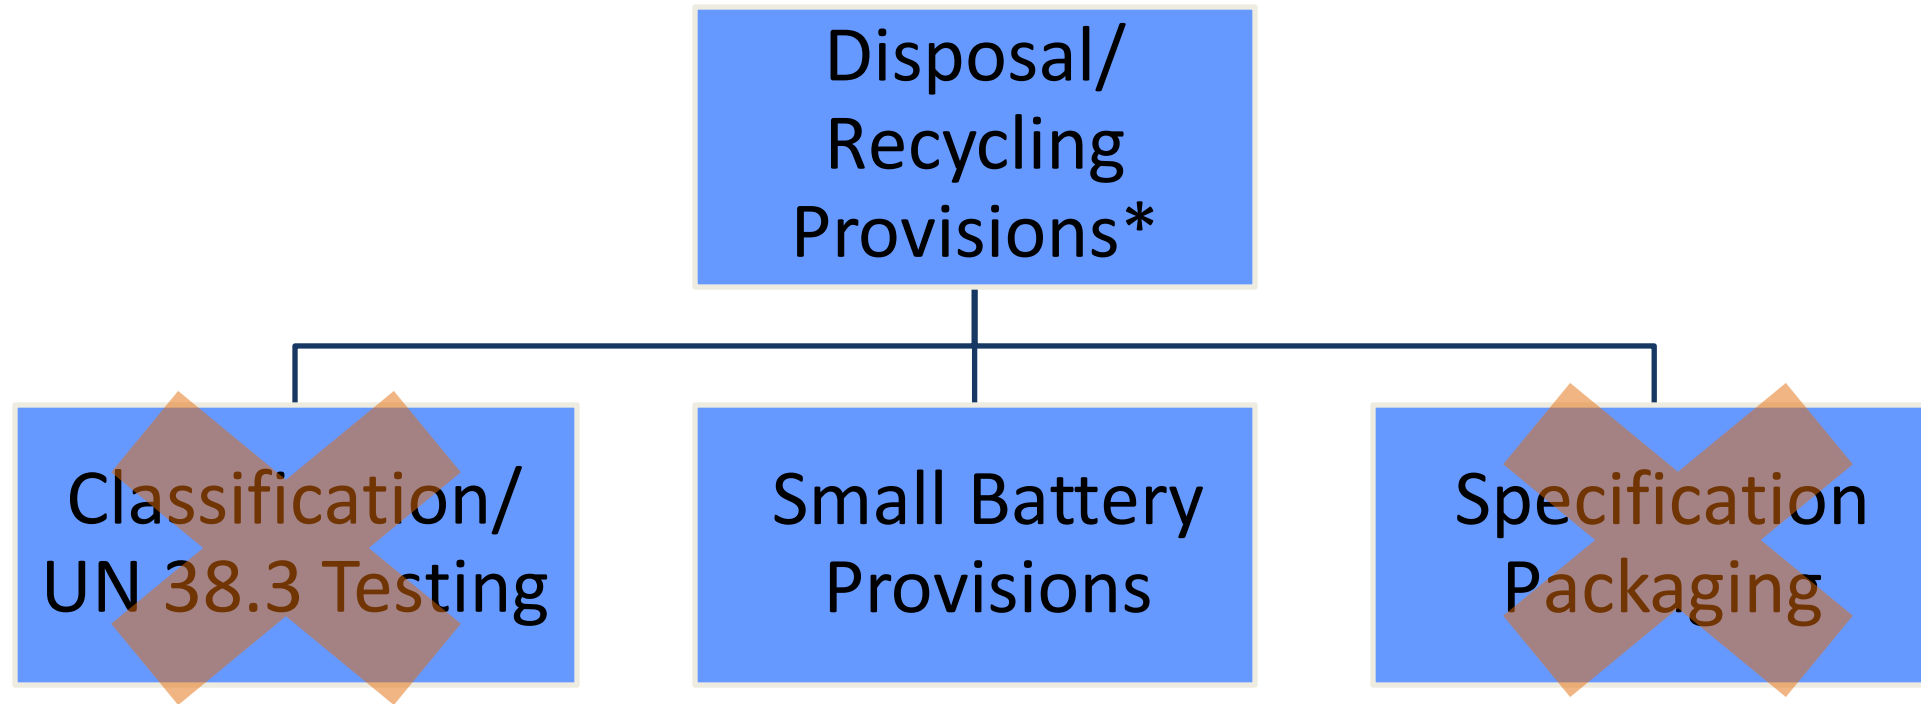 Disposal/
Recycling
Provisions*
Classification/
UN 38.3 Testing
Small Battery
Provisions
Specification
Packaging